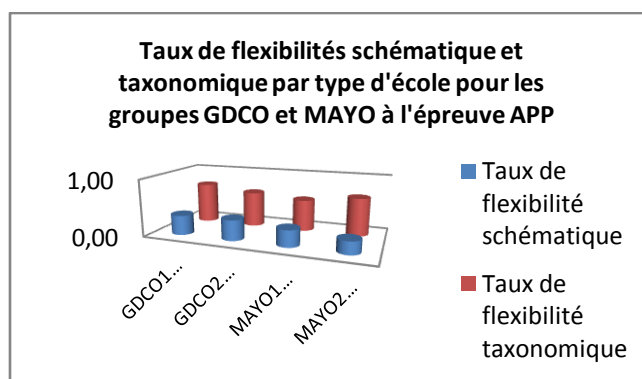 Taux de flexibilités schématique et
taxonomique par type d'école pour les
groupes GDCO et MAYO à l'épreuve APP
1,00
0,00
GDCO1...
GDCO2...
MAYO1...
MAYO2...
Taux de
flexibilité
schématique
Taux de
flexibilité
taxonomique